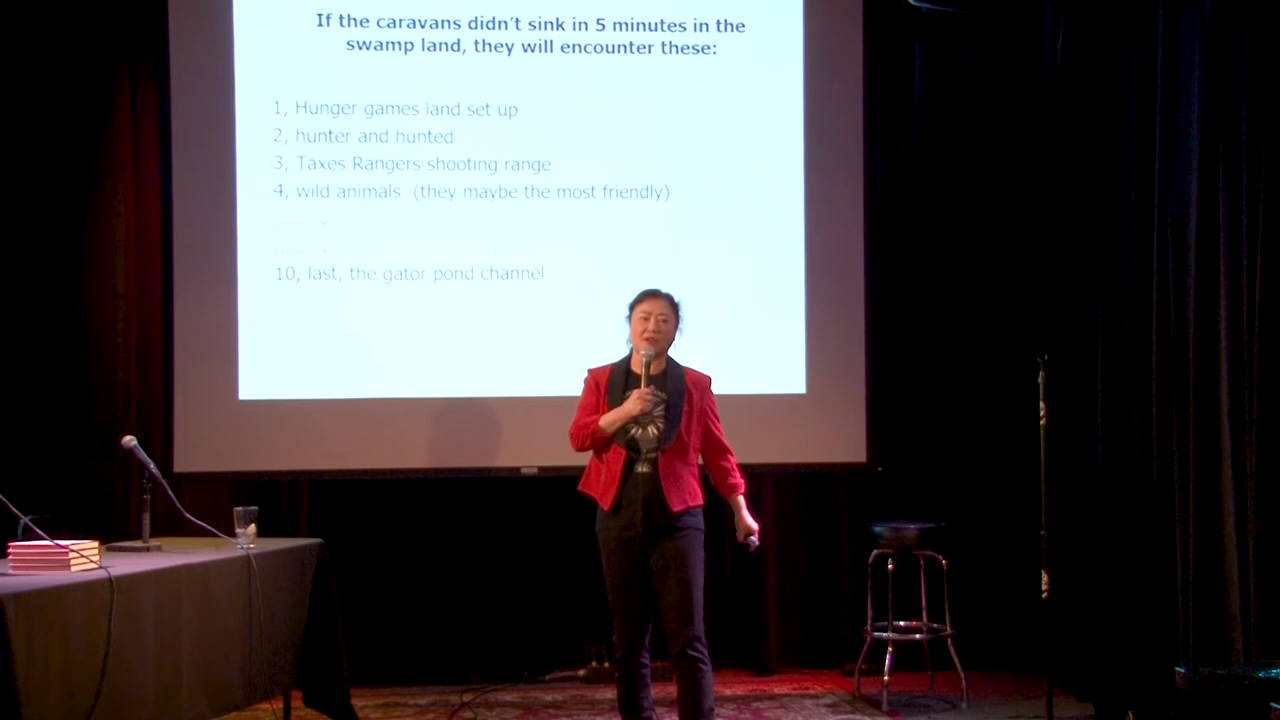 If the caravans didn't sink in 5 minutes in the
swamp land, they will encounter these:
1, Hunger games land set up
2, hunter and hunted
3, Taxes Rangers shooting range
4, wild animals (they maybe the most friendly)
..........
..........
10, last, the gator pond channel